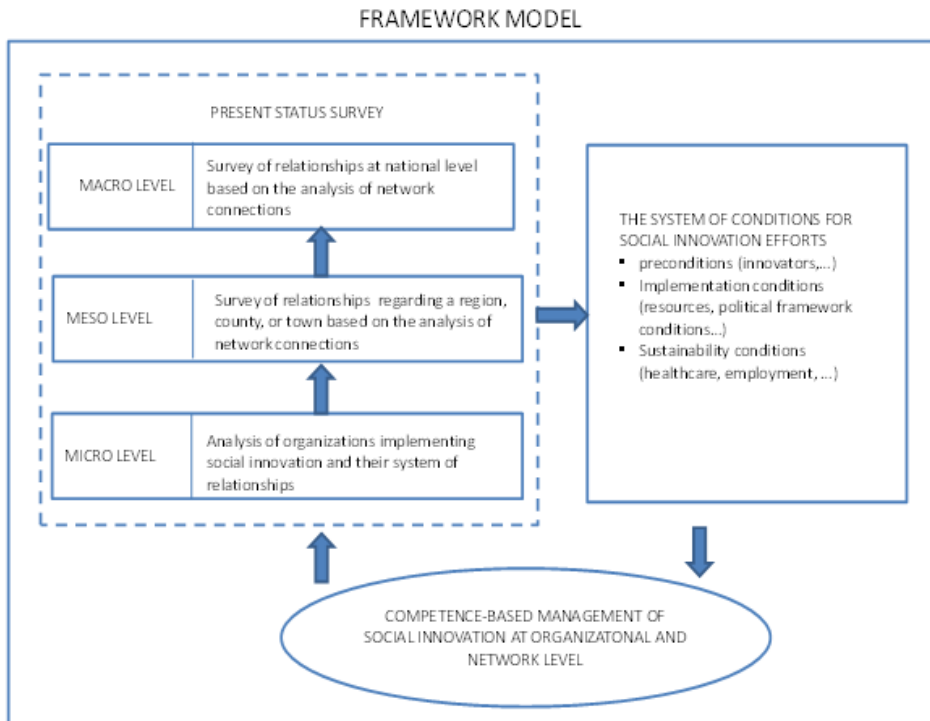 FRAMEWORK MODEL
PRESENT STATUS SURVEY
MACRO LEVEL
Survey of relationships at national level
based on the analysis of network
connections
MESO LEVEL
Survey of relationships regarding a region,
county, or town based on the analysis of
network connections
MICRO LEVEL
Analysis of organizations implementing
social innovation and their system of
relationships
THE SYSTEM OF CONDITIONS FOR
SOCIAL INNOVATION EFFORTS
▪ preconditions (innovators,...)
▪ Implementation conditions
(resources, political framework
conditions...)
▪ Sustainability conditions
(healthcare, employment, ...)
COMPETENCE-BASED MANAGEMENT OF
SOCIAL INNOVATION AT ORGANIZATONAL AND
NETWORK LEVEL